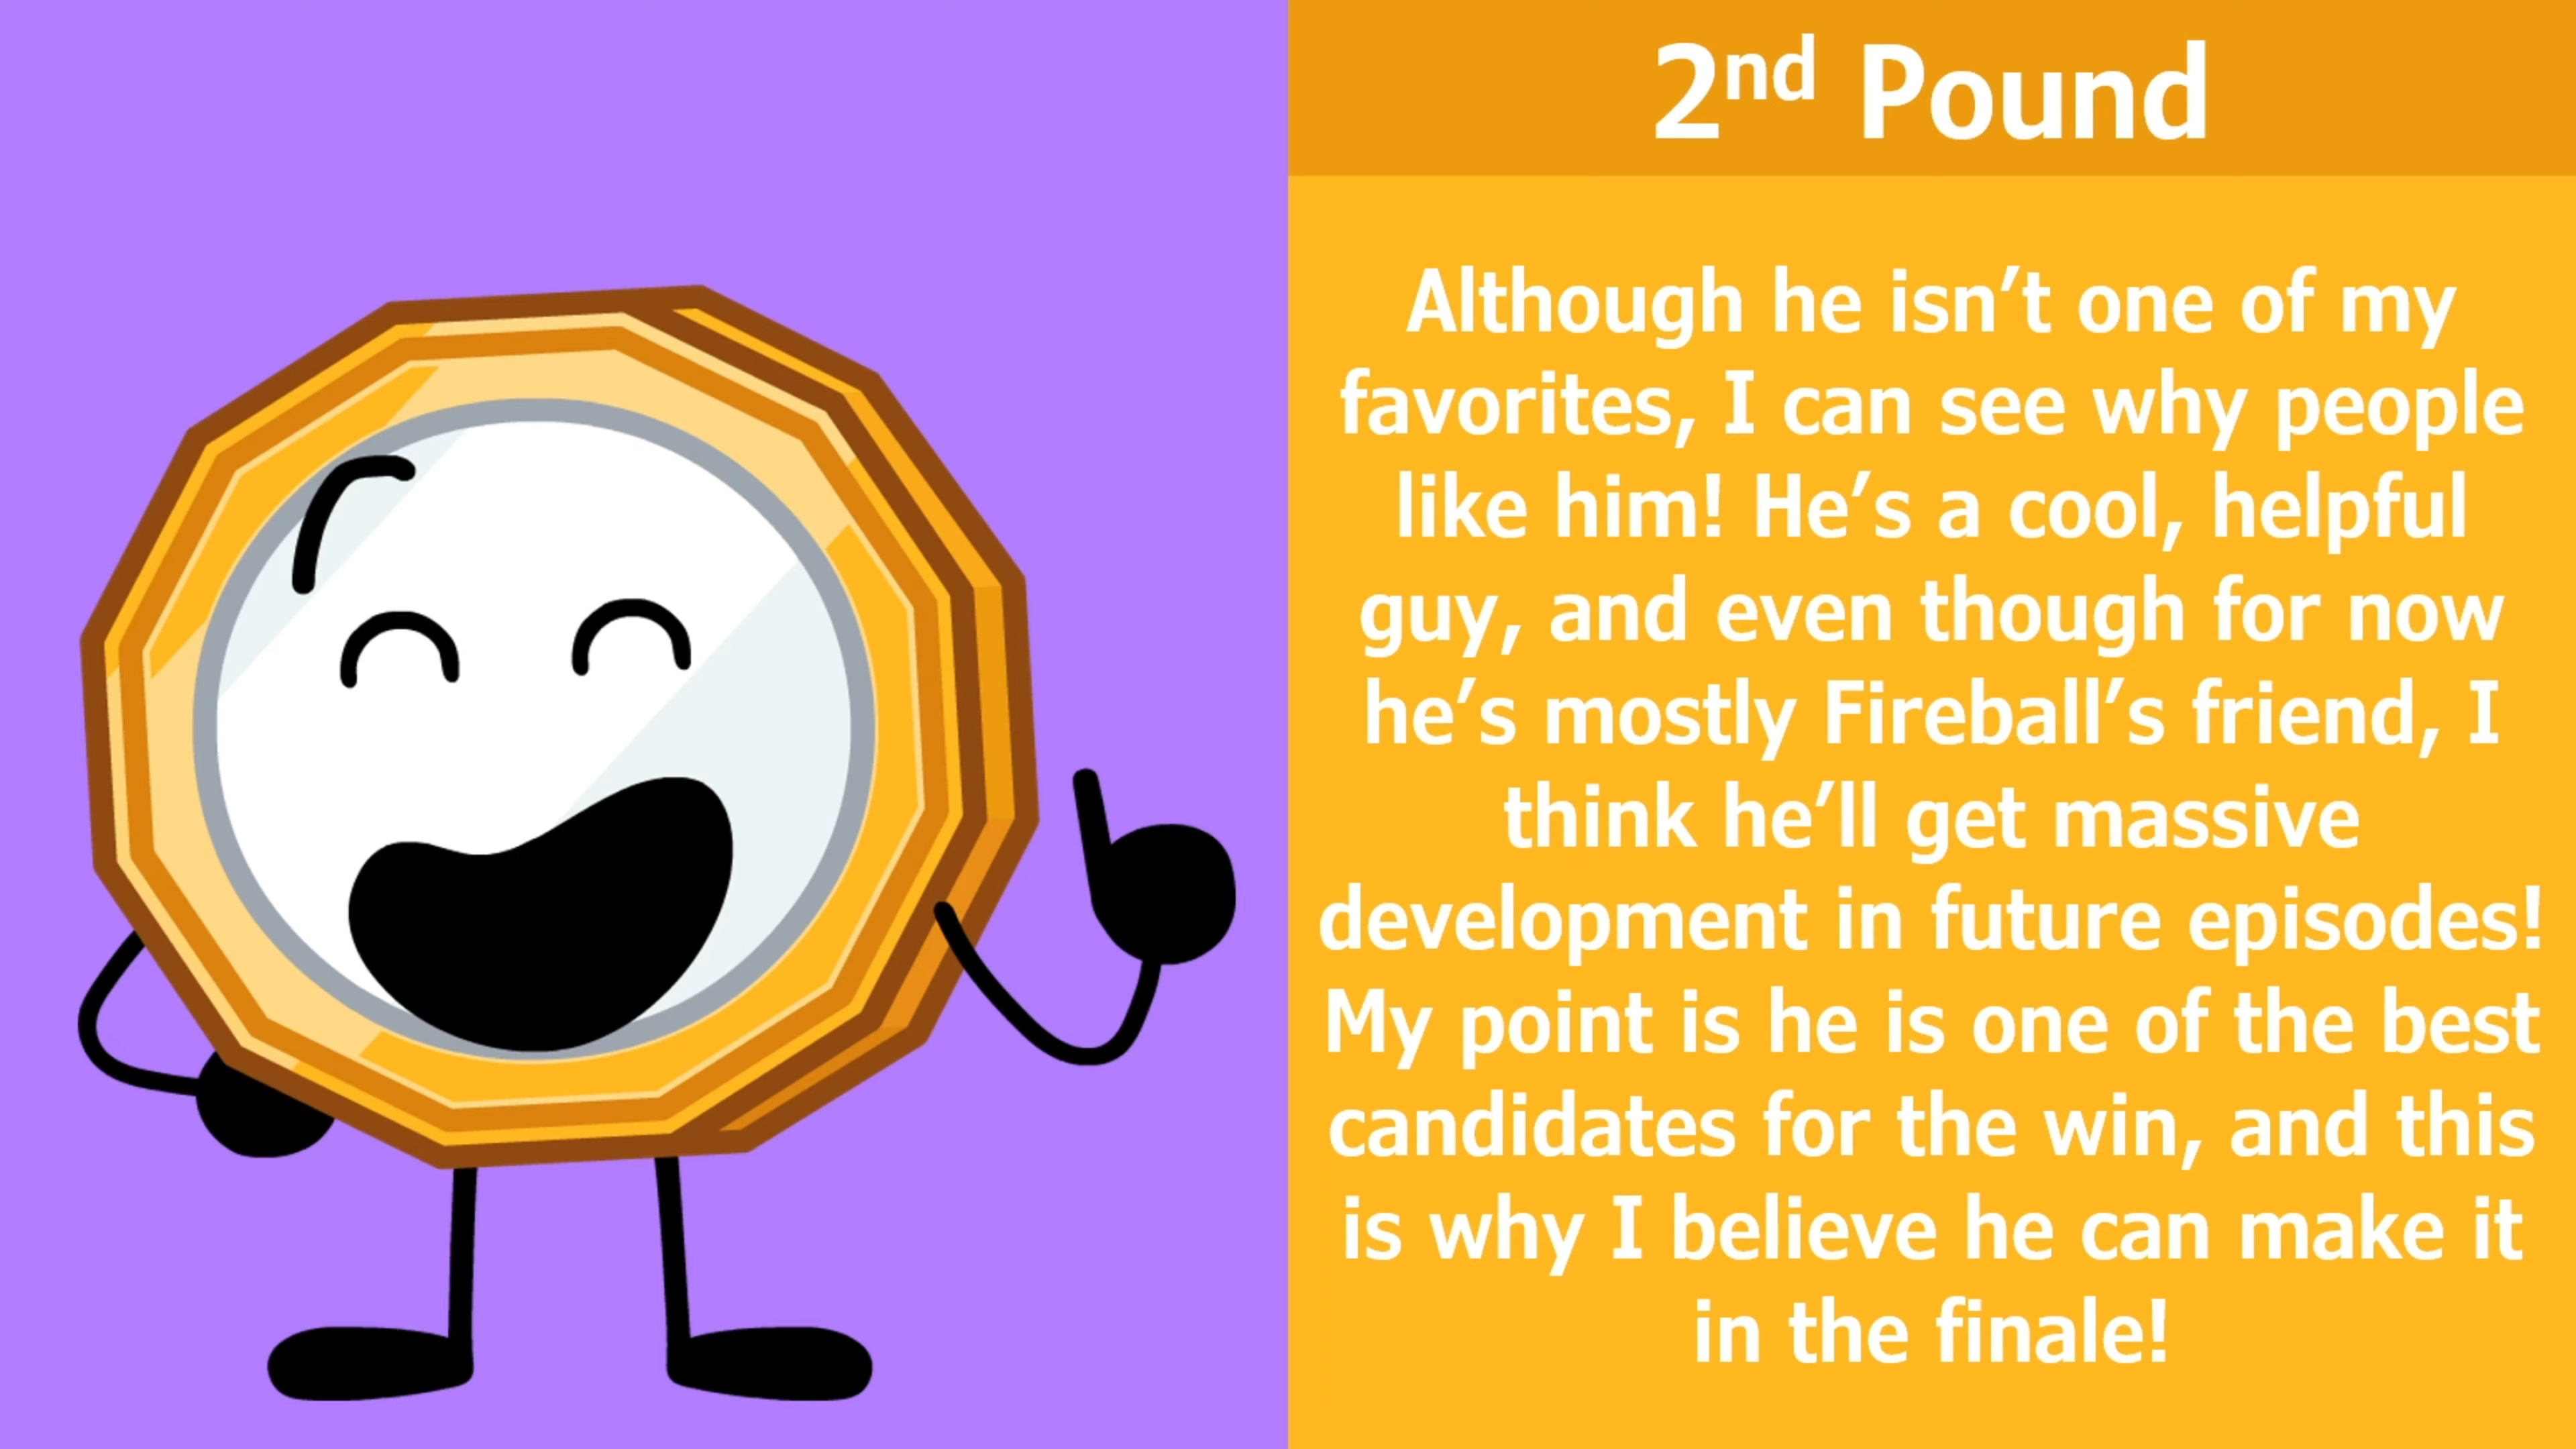 2nd Pound
Although he isn’t one of my
favorites, I can see why people
like him! He’s a cool, helpful
guy, and even though for now
he’s mostly Fireball’s friend, I
think he’ll get massive
development in future episodes!
My point is he is one of the best
candidates for the win, and this
is why I believe he can make it
in the finale!